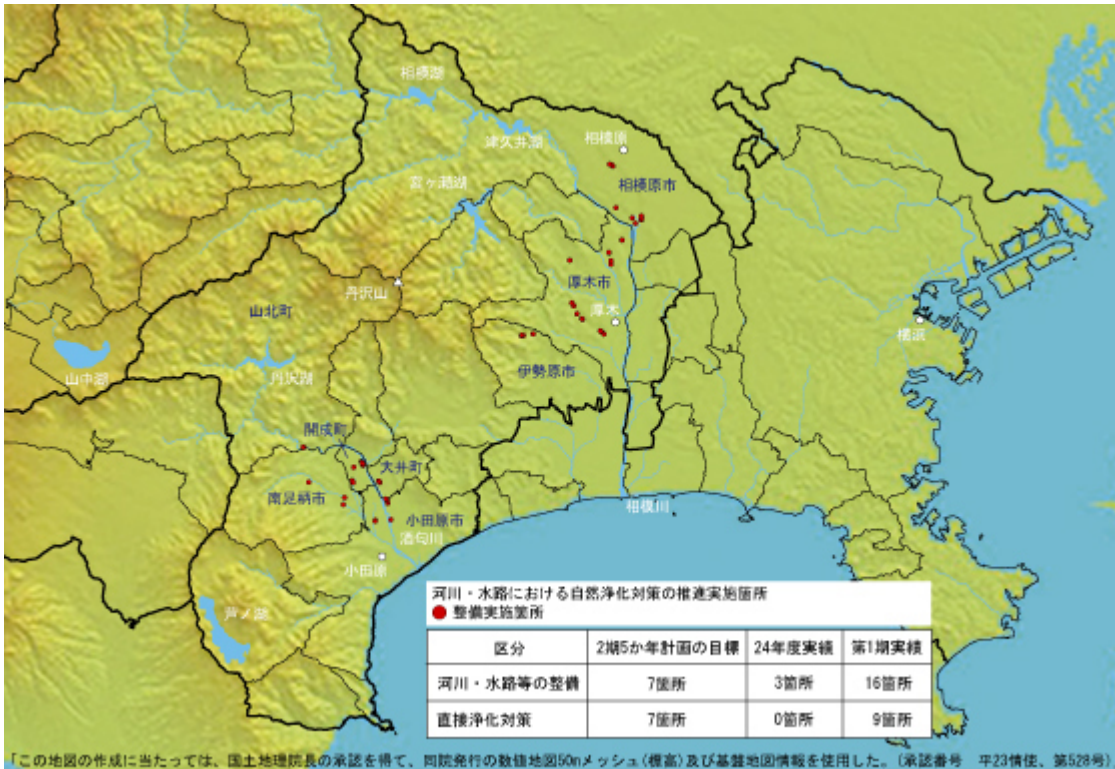 相模湖
津久井湖
相模原
宮ヶ瀬湖
相模原市
厚木市
丹沢山
山北町
厚木
横浜
山中湖
丹沢湖
伊勢原市
開成町
大井町
南足柄市
相模川
小田原市
酒匂川
小田原
芦ノ湖
河川・水路における自然浄化対策の推進実施箇所
整備実施箇所
区分 2期5か年計画の目標 24年度実績 第1期実績
河川・水路等の整備 7箇所 3箇所 16箇所
直接浄化対策 7箇所 0箇所 9箇所
「この地図の作成に当たっては、国土地理院長の承認を得て、同院発行の数値地図50mメッシュ(標高)及び基盤地図情報を使用した。(承認番号 平23情使、第528号)